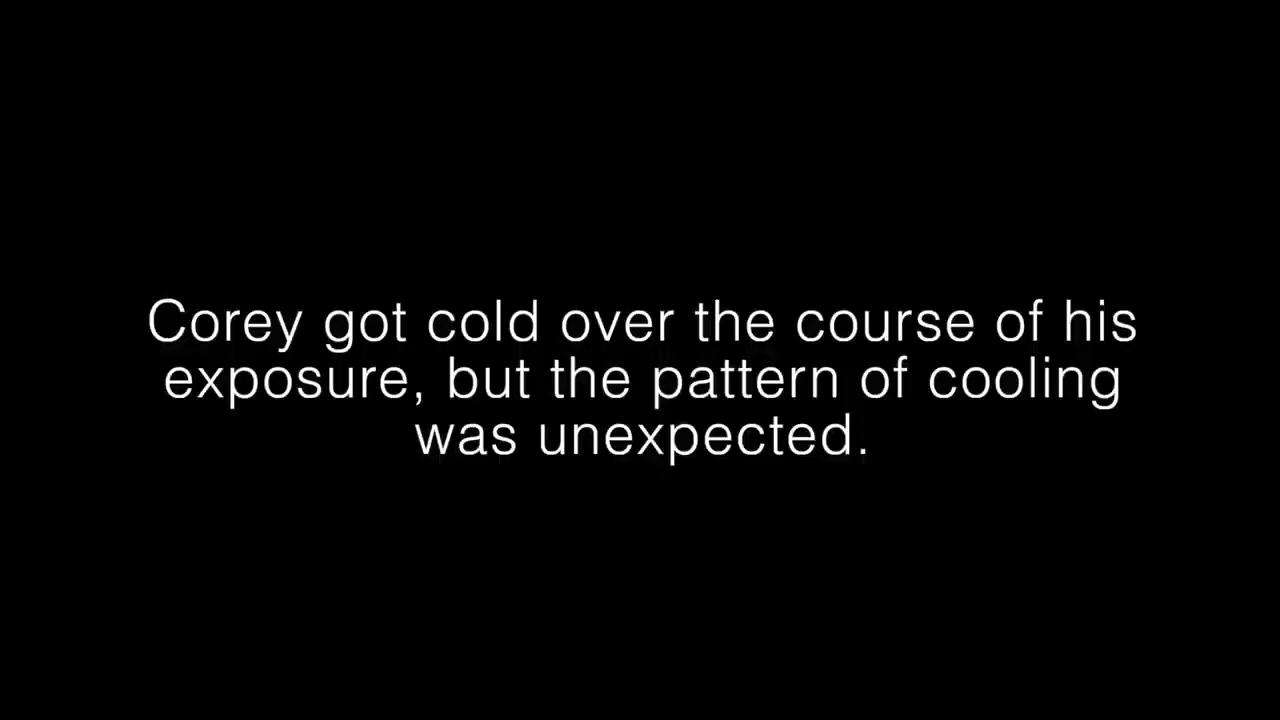 Corey got cold over the course of his
exposure, but the pattern of cooling
was unexpected.